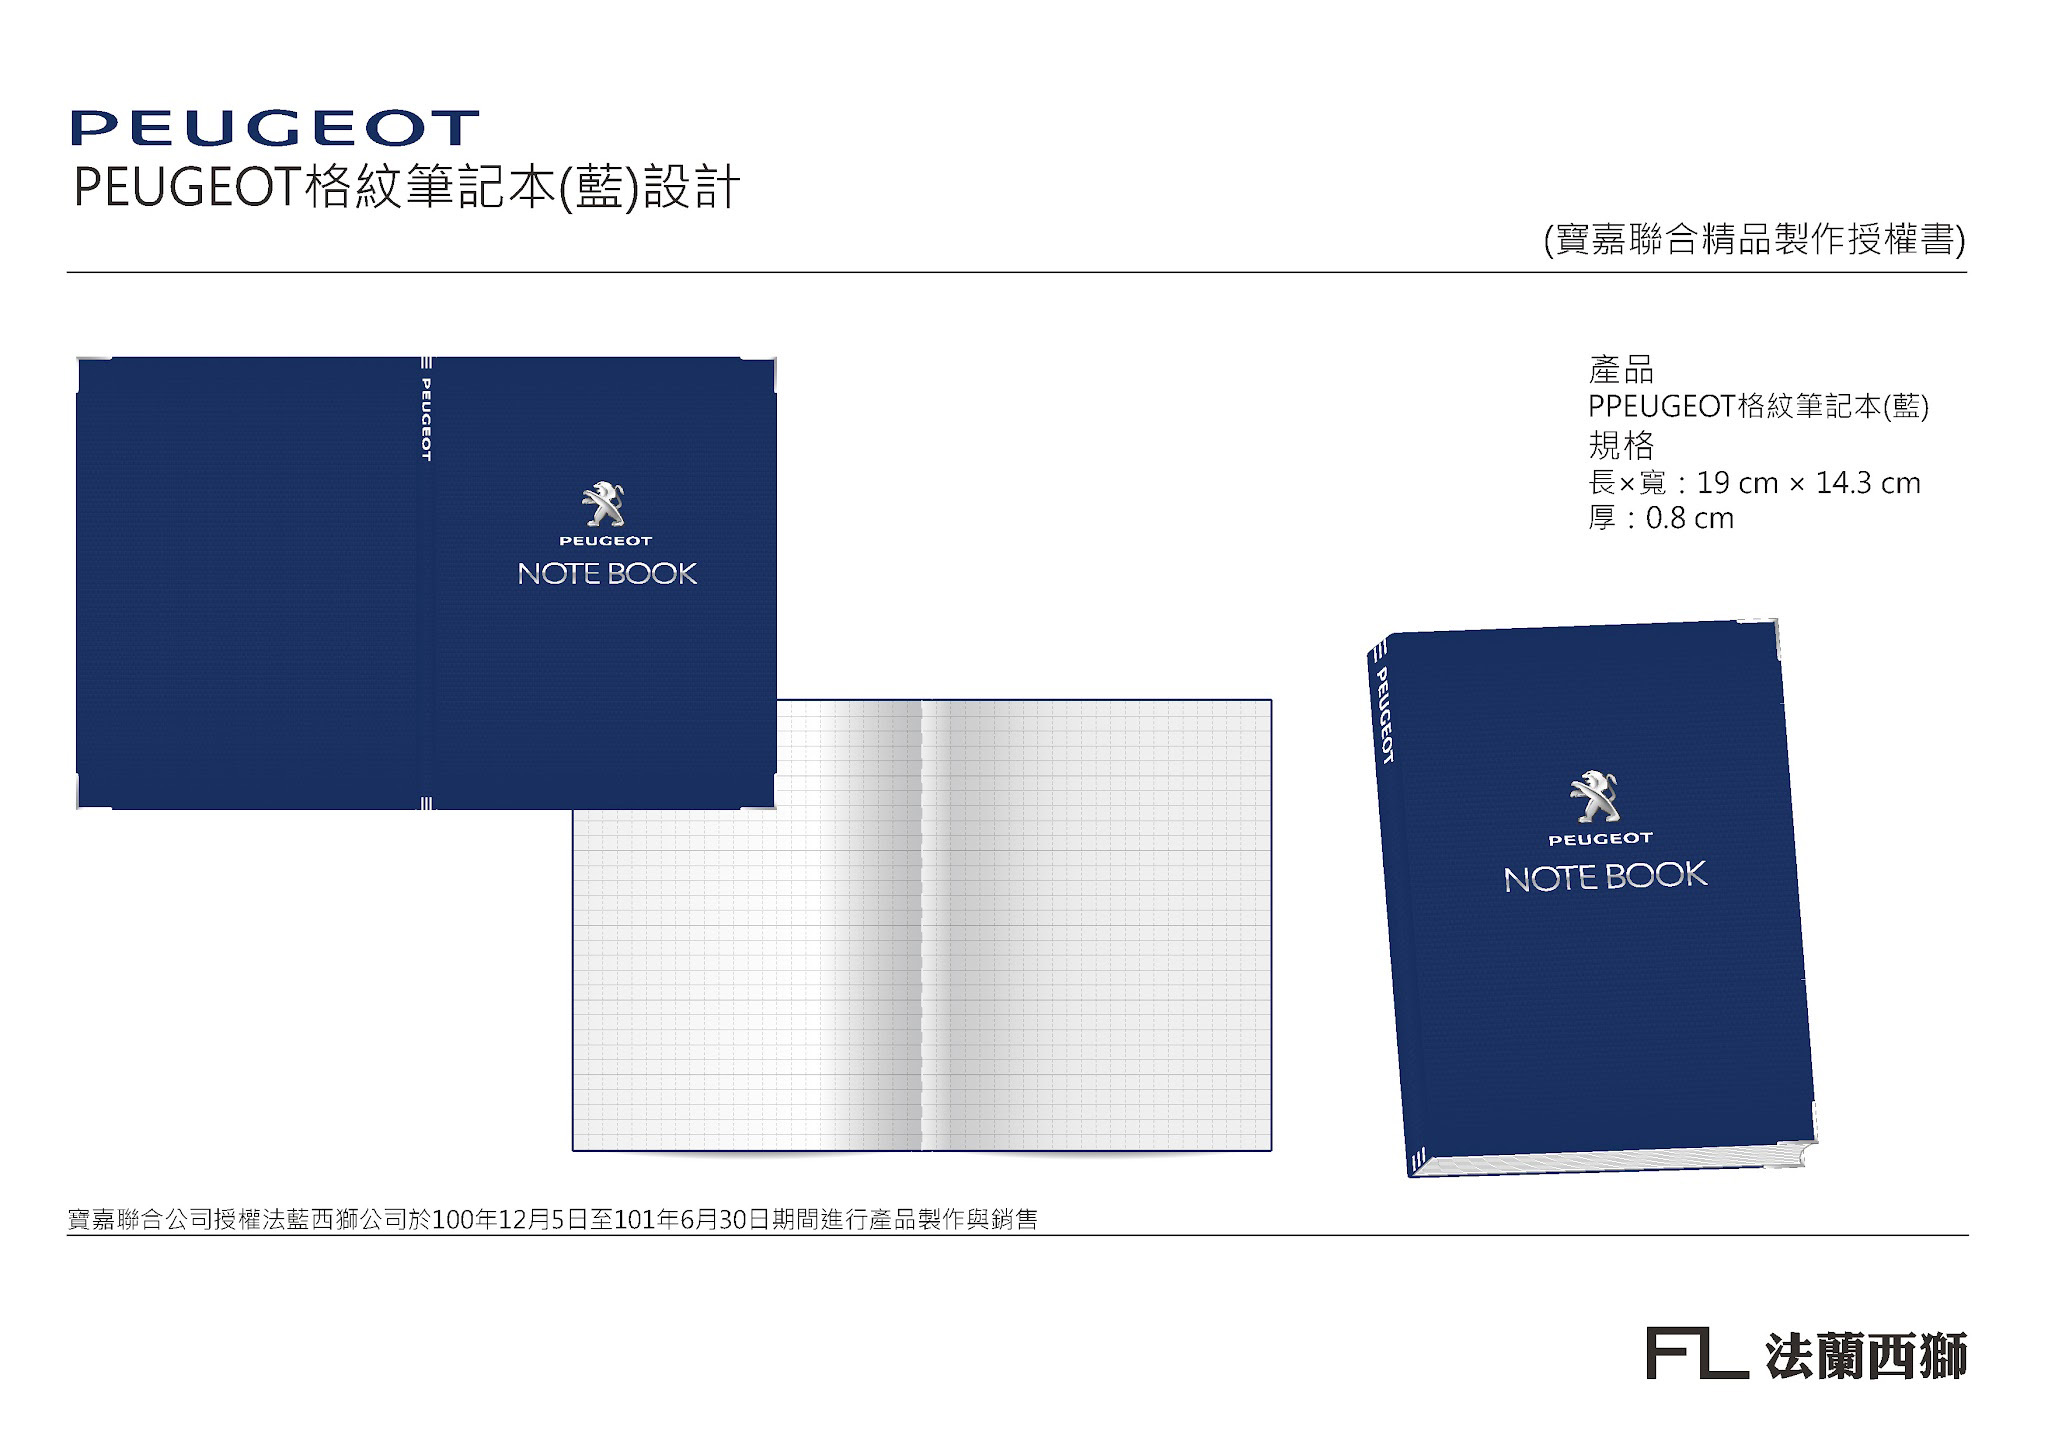 PEUGEOT
PEUGEOT格紋筆記本(藍)設計
(寶嘉聯合精品製作授權書)
PEUGEOT
PEUGEOT
NOTE BOOK
產品
PPEUGEOT格紋筆記本(藍)
規格
長×寬：19 cm × 14.3 cm
厚：0.8 cm
PEUGEOT
PEUGEOT
NOTE BOOK
寶嘉聯合公司授權法藍西獅公司於100年12月5日至101年6月30日期間進行產品製作與銷售
FL 法蘭西獅